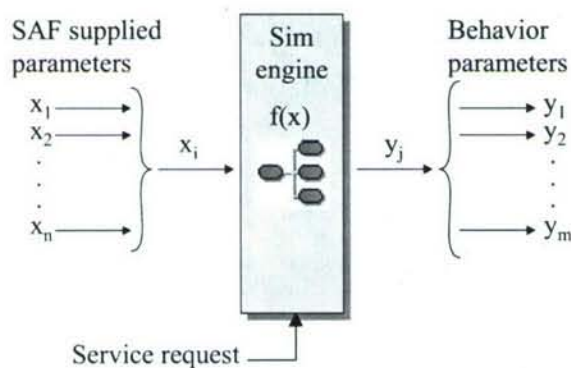 SAF supplied
parameters
x1
x2
.
.
.
xn
xi
Sim
engine
f(x)
yj
Behavior
parameters
y1
y2
.
.
.
ym
Service request